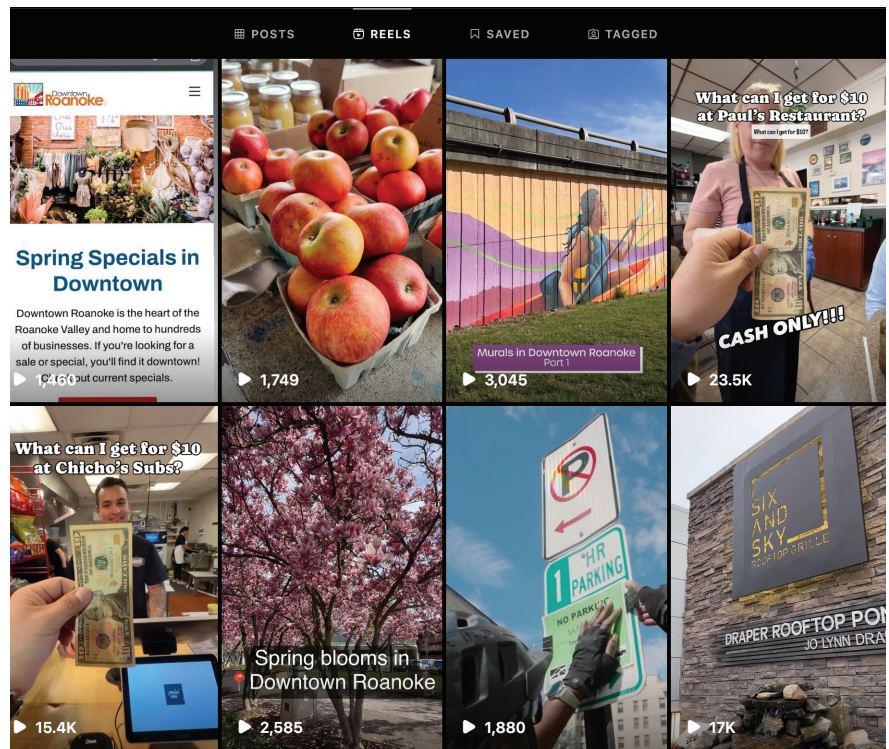 POSTS
REELS
SAVED
TAGGED
Downtown
Roanoke
Spring Specials in
Downtown
Downtown Roanoke is the heart of the
Roanoke Valley and home to hundreds
of businesses. If you're looking for a
sale or special, you'll find it downtown!
out current specials.
1,460
1,749
Murals in Downtown Roanoke
Part 1
3,045
What can I get for $10
at Paul's Restaurant?
What can I get for $10?
CASH ONLY!!!
23.5K
What can I get for $10
at Chicho's Subs?
15.4K
Spring blooms in
Downtown Roanoke
2,585
P
1 HR
PARKING
NO PARKING
1,880
SIX
AND
SKY
ROOFTOP GRILLE
DRAPER ROOFTOP
JO LYNN
17K